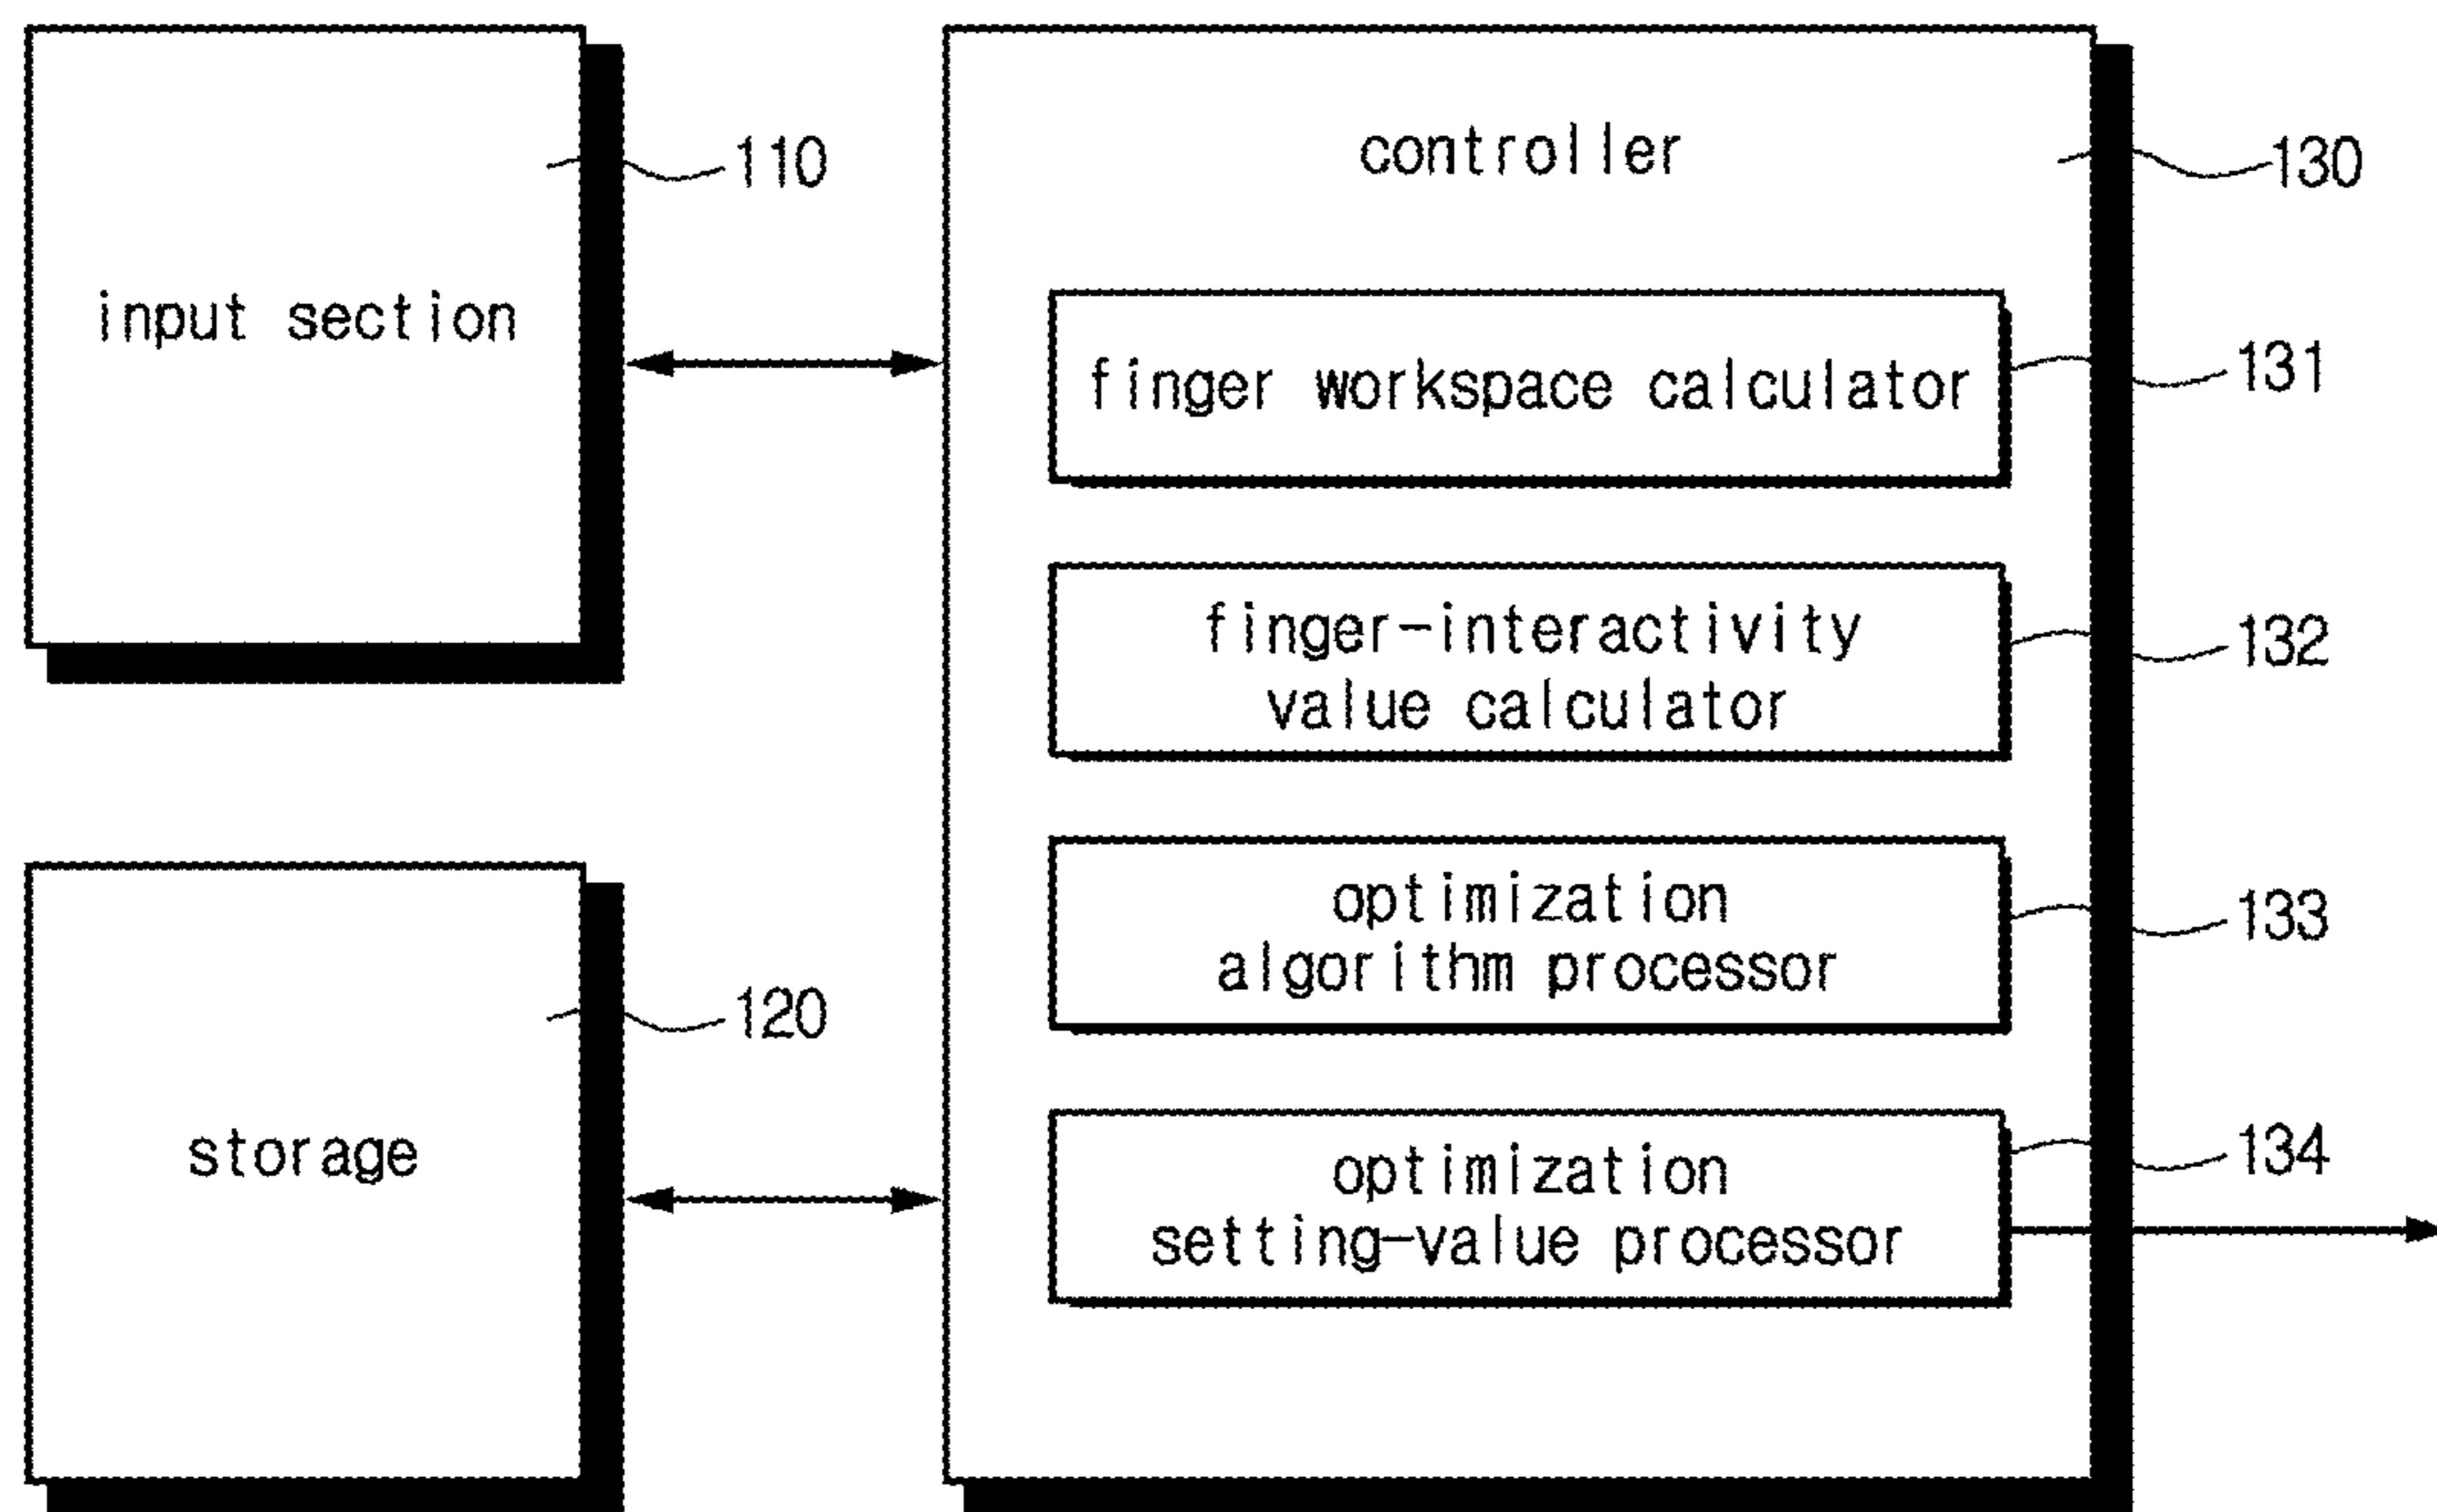 input section
110
storage
120
controller
130
finger workspace calculator
131
finger-interactivity
value calculator
132
optimization
algorithm processor
133
optimization
setting-value processor
134